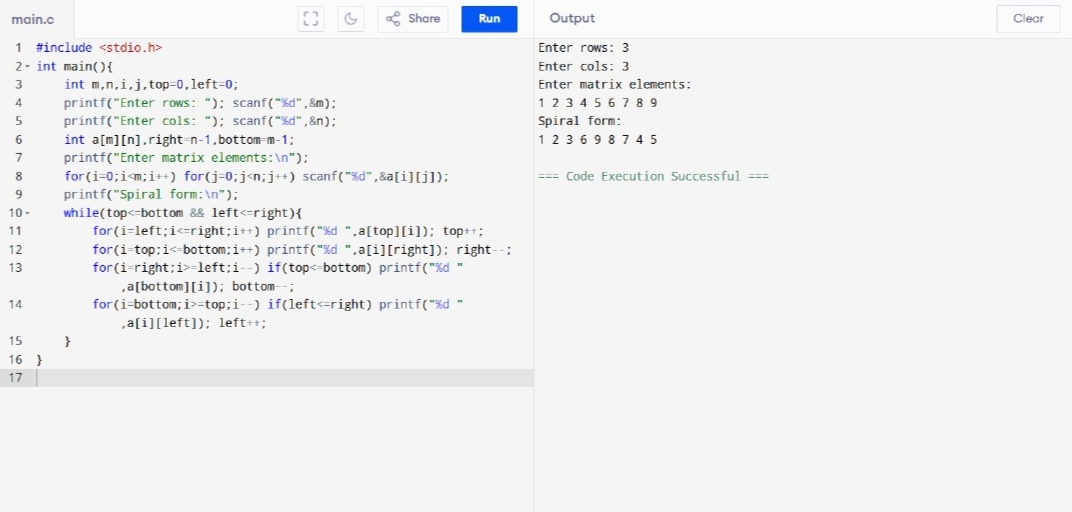 main.c
Share
Run
Output
Clear
1 #include <stdio.h>
2 int main(){
3     int m,n,i,j,top=0,left=0;
4     printf("Enter rows: "); scanf("%d",&m);
5     printf("Enter cols: "); scanf("%d",&n);
6     int a[m][n],right=n-1,bottom=m-1;
7     printf("Enter matrix elements:\n");
8     for(i=0;i<m;i++) for(j=0;j<n;j++) scanf("%d",&a[i][j]);
9     printf("Spiral form:\n");
10     while(top<=bottom && left<=right){
11         for(i=left;i<=right;i++) printf("%d ",a[top][i]); top++;
12         for(i=top;i<=bottom;i++) printf("%d ",a[i][right]); right--;
13         for(i=right;i>=left;i--) if(top<=bottom) printf("%d "
            ,a[bottom][i]); bottom--;
14         for(i=bottom;i>=top;i--) if(left<=right) printf("%d "
            ,a[i][left]); left++;
15     }
16 }
17
Enter rows: 3
Enter cols: 3
Enter matrix elements:
1 2 3 4 5 6 7 8 9
Spiral form:
1 2 3 6 9 8 7 4 5
=== Code Execution Successful ===